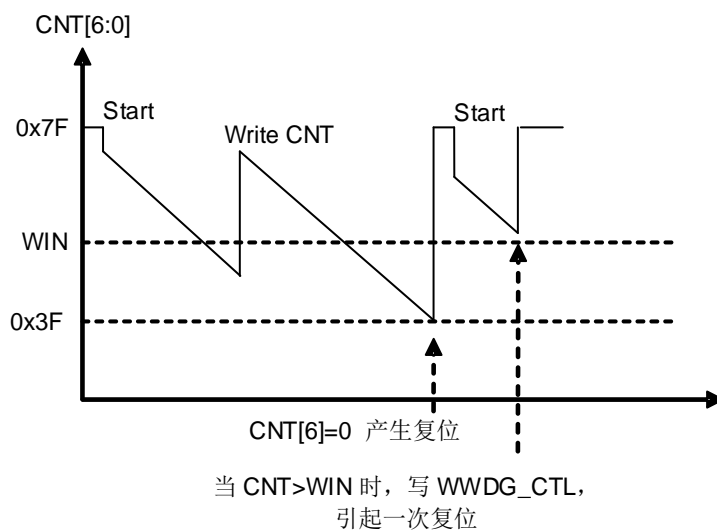 CNT[6:0]
Start
Start
0x7F
Write CNT
WIN
0x3F
CNT[6]=0 产生复位
当 CNT>WIN 时，写 WWDG_CTL，
引起一次复位